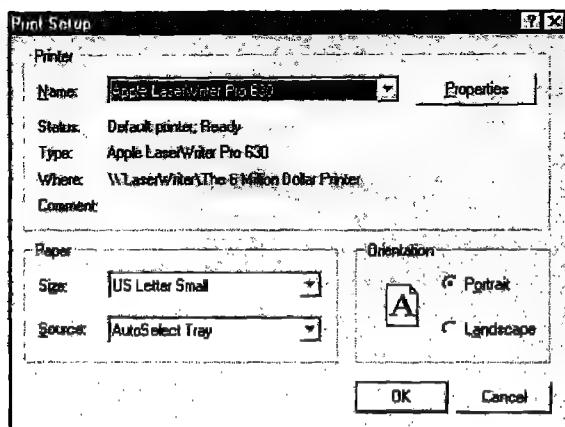 Print Setup
Printer
Name: Apple LaserWriter Pro 630 Properties
Status: Default printer; Ready
Type: Apple LaserWriter Pro 630
Where: \\LaserWriter\The 6 Million Dollar Printer
Comment:
Paper
Size: US Letter Small
Source: AutoSelect Tray
Orientation
A
Portrait
Landscape
OK Cancel